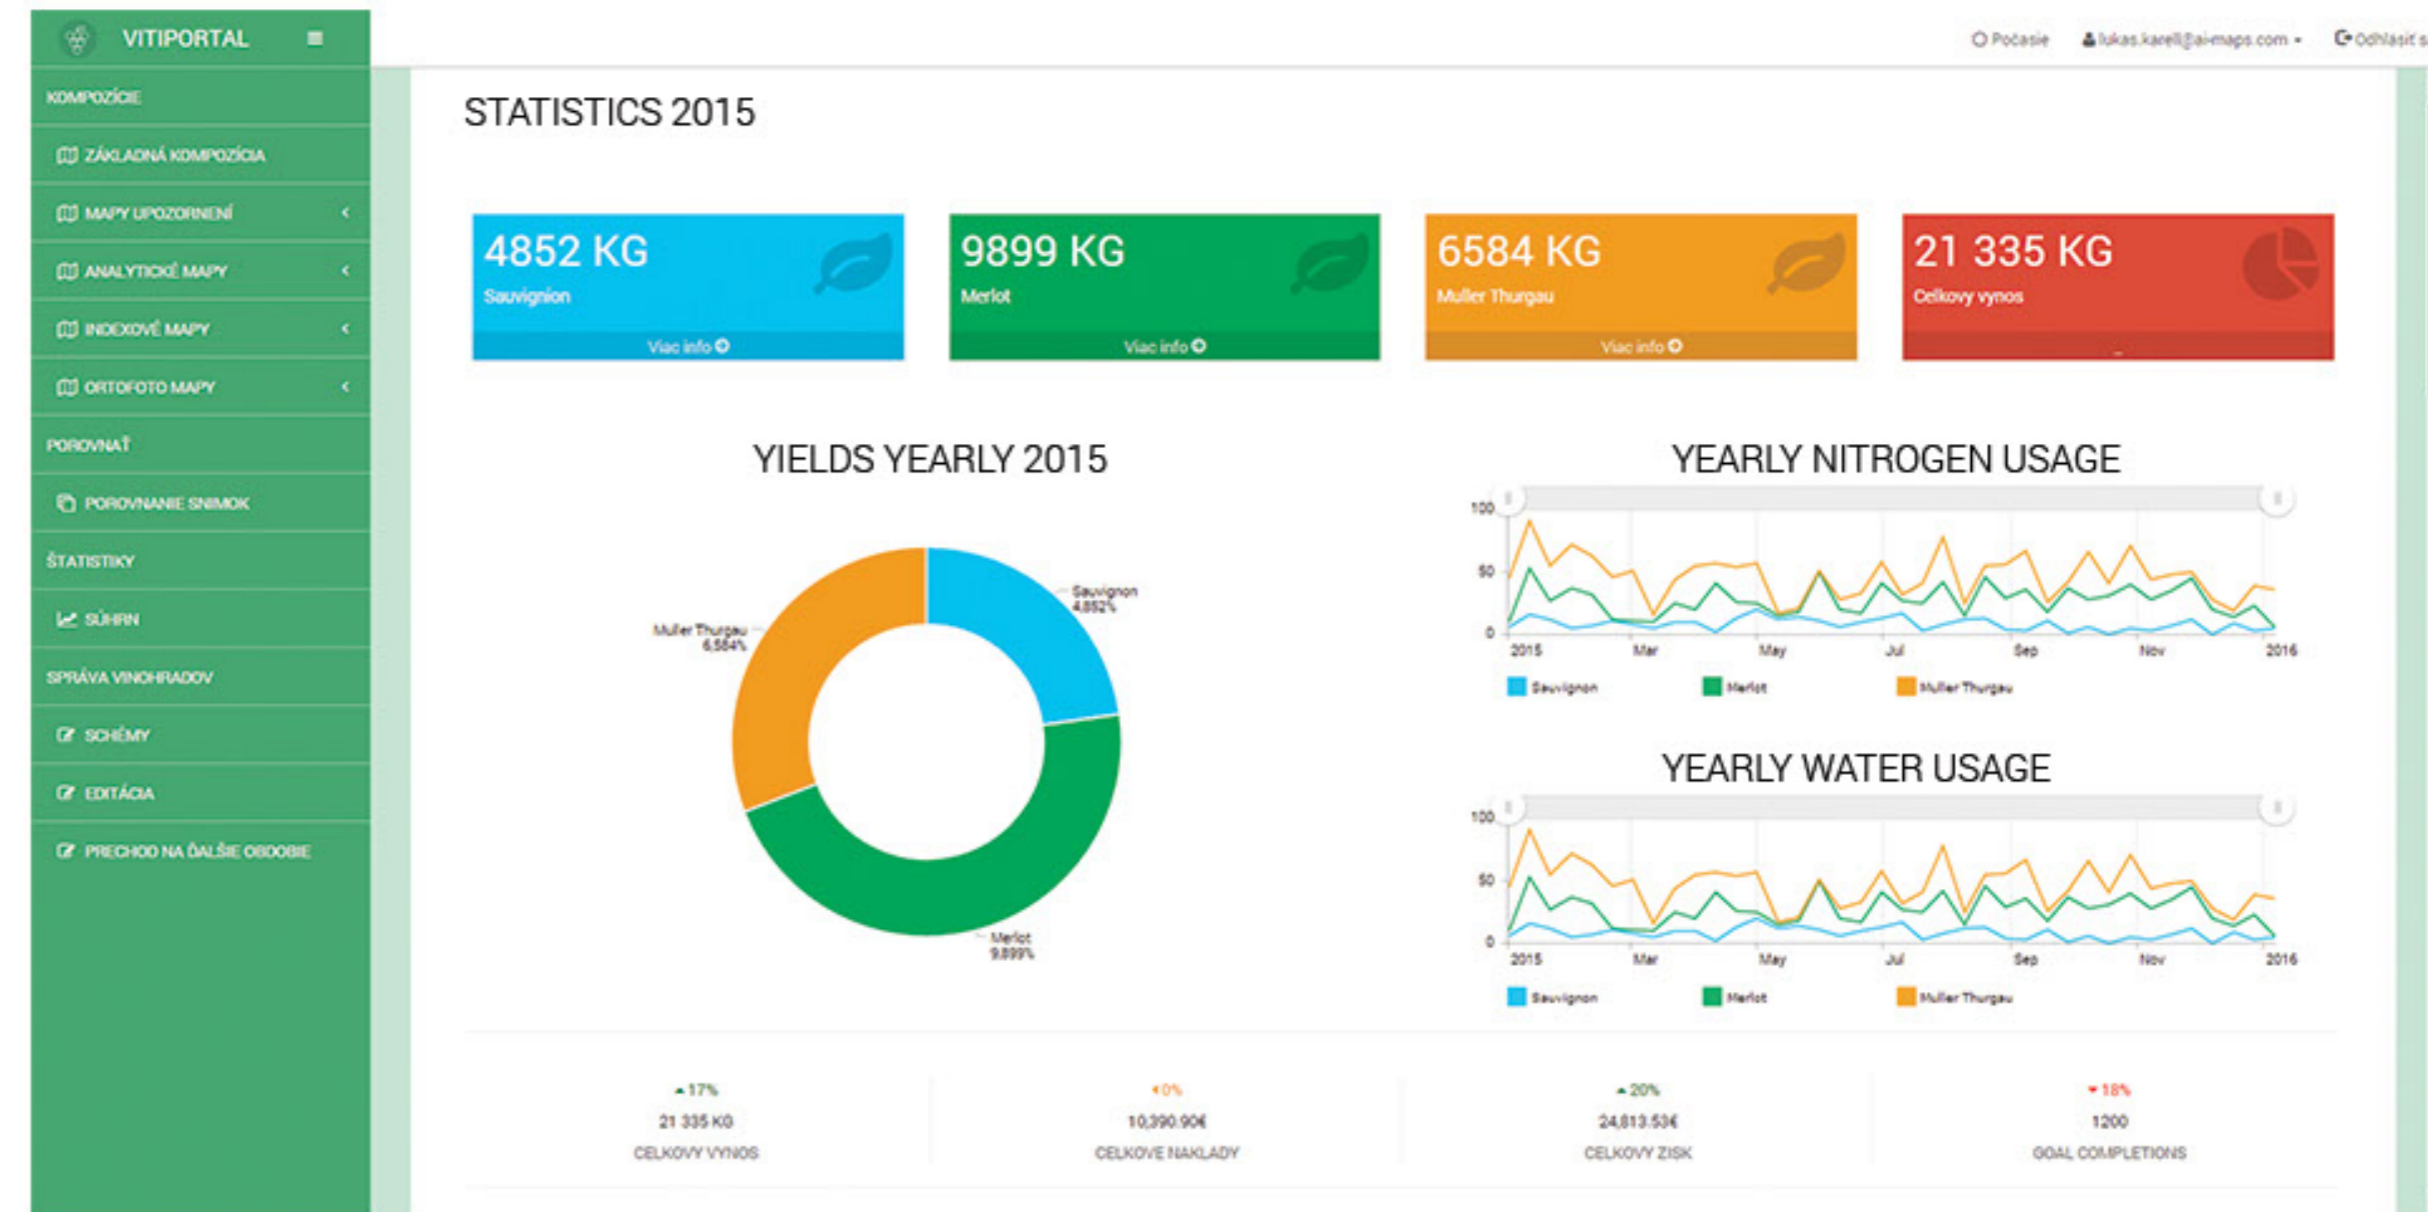 VITIPORTAL
Počasie
lukas.karell@ai-maps.com
Odhlásiť s
KOMPOZÍCIE
ZÁKLADNÁ KOMPOZÍCIA
MAPY UPOZORNENÍ
ANALYTICKÉ MAPY
INDEXOVÉ MAPY
ORTOFOTO MAPY
POROVNAŤ
POROVNANIE SNIMOK
ŠTATISTIKY
SÚHRN
SPRÁVA VINOHRADOV
SCHÉMY
EDITÁCIA
PRECHOD NA ĎALŠIE OBDOBIE
STATISTICS 2015
4852 KG
Sauvignion
Viac info
9899 KG
Merlot
Viac info
6584 KG
Muller Thurgau
Viac info
21 335 KG
Celkovy vynos
YIELDS YEARLY 2015
Sauvignon
4,852%
Muller Thurgau
6,584%
Merlot
9,899%
YEARLY NITROGEN USAGE
100
50
0
2015 Mar May Jul Sep Nov 2016
Sauvignon Merlot Muller Thurgau
YEARLY WATER USAGE
100
50
0
2015 Mar May Jul Sep Nov 2016
Sauvignon Merlot Muller Thurgau
17%
21 335 KG
CELKOVY VYNOS
0%
10,390.90€
CELKOVE NAKLADY
20%
24,813.53€
CELKOVY ZISK
18%
1200
GOAL COMPLETIONS